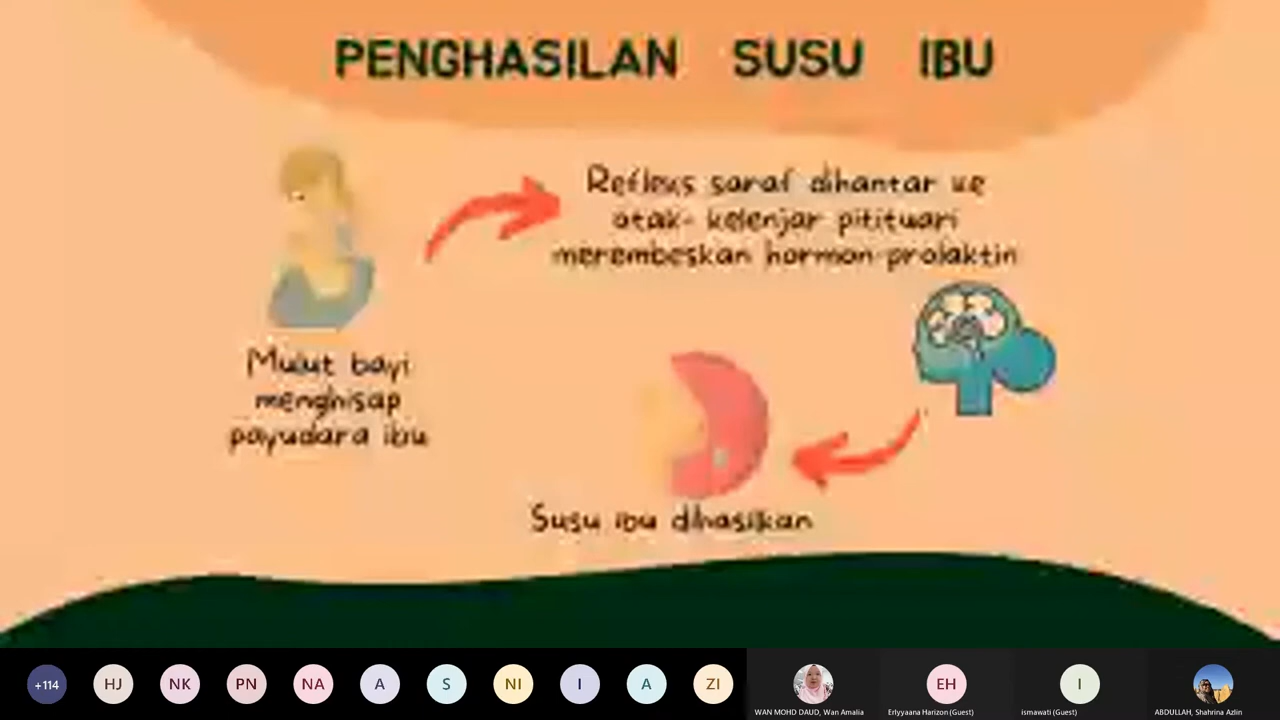 PENGHASILAN SUSU IBU
Refleks saraf dihantar ke
otak- kelenjar pitituari
merembeskan hormon prolaktin
Mulut bayi
menghisap
payudara ibu
Susu ibu dihasilkan
+114
HJ
NK
PN
NA
A
S
NI
I
A
ZI
EH
I
WAN MOHD DAUD, Wan Amalia
Erlyyaana Harizon (Guest)
ismawati (Guest)
ABDULLAH, Shahrina Azlin